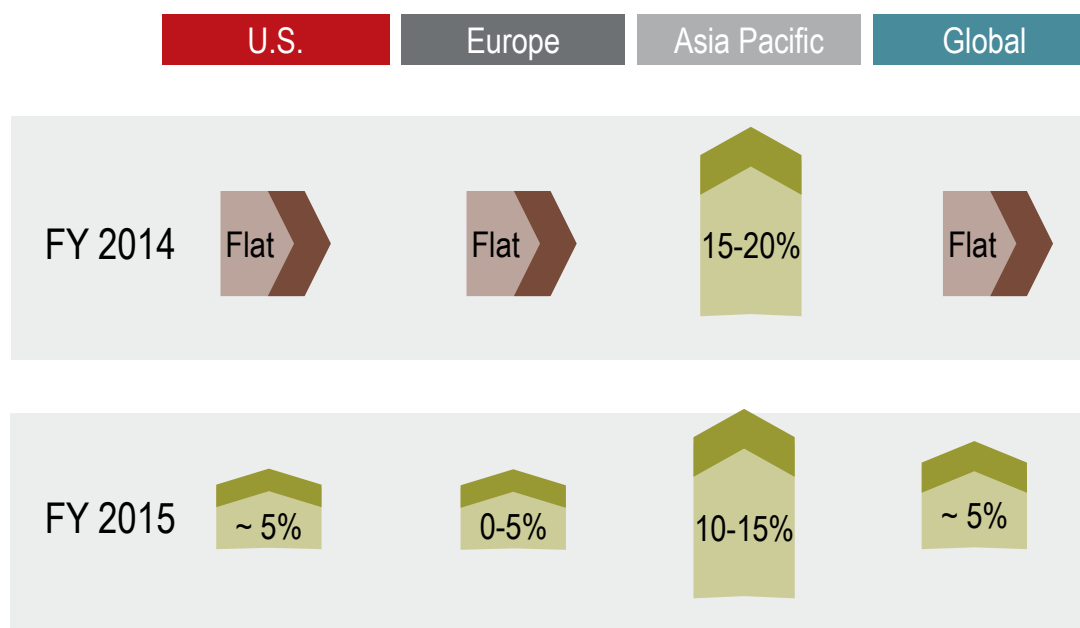 U.S. Europe Asia Pacific Global
FY 2014 Flat Flat 15-20% Flat
FY 2015 ~ 5% 0-5% 10-15% ~ 5%